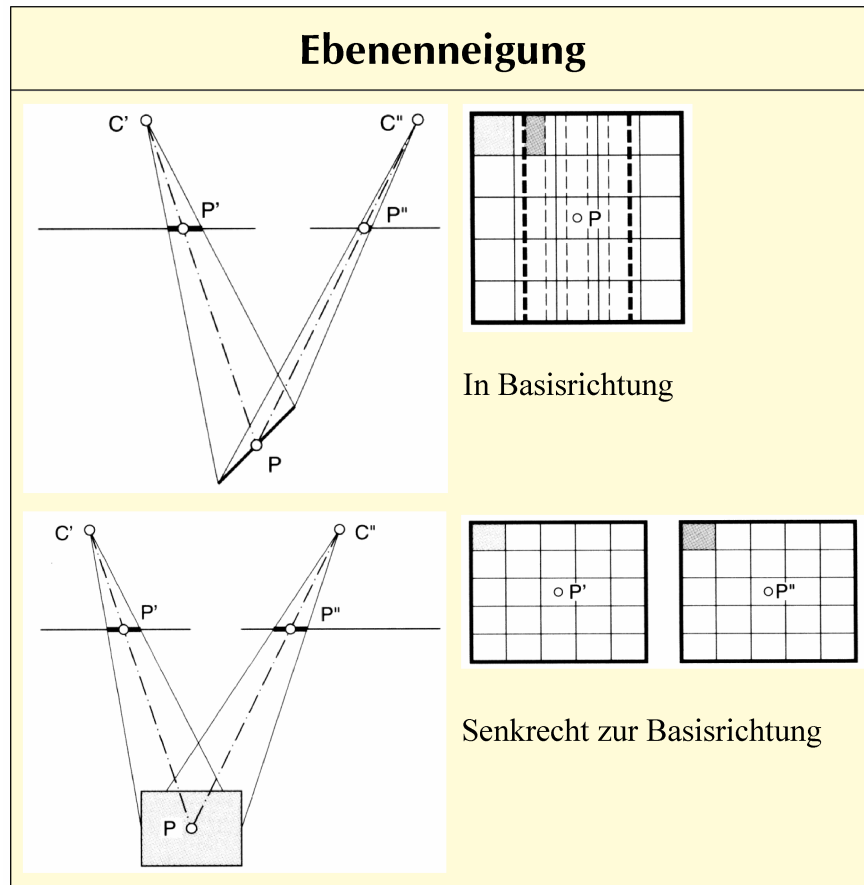 Ebenenneigung
C' C"
P' P"
P
P
In Basisrichtung
C' C"
P' P"
P
P' P"
Senkrecht zur Basisrichtung